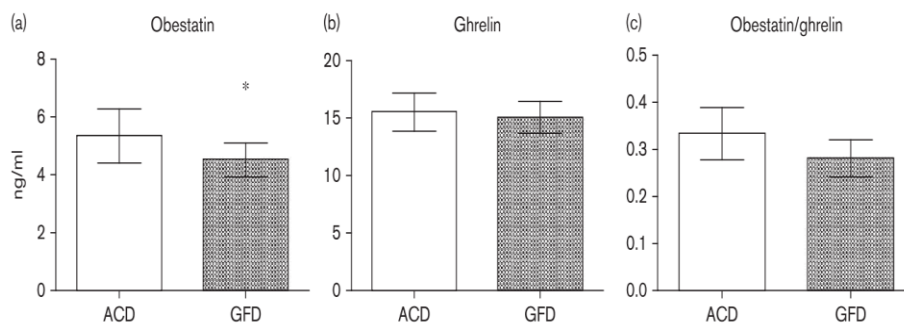 (a) Obestatin
8
6
4
2
0
ng/ml
*
ACD GFD
(b) Ghrelin
20
15
10
5
0
ACD GFD
(c) Obestatin/ghrelin
0.5
0.4
0.3
0.2
0.1
0.0
ACD GFD